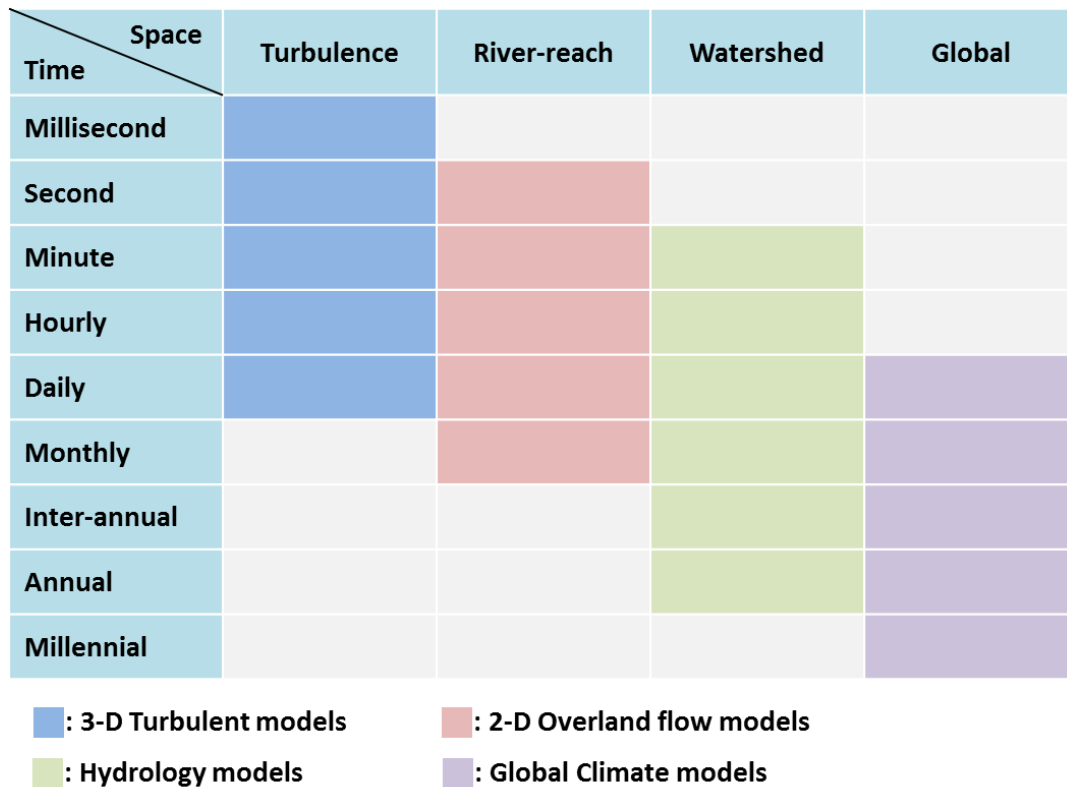 Space
Time
Turbulence
River-reach
Watershed
Global
Millisecond
Second
Minute
Hourly
Daily
Monthly
Inter-annual
Annual
Millennial
: 3-D Turbulent models
: 2-D Overland flow models
: Hydrology models
: Global Climate models